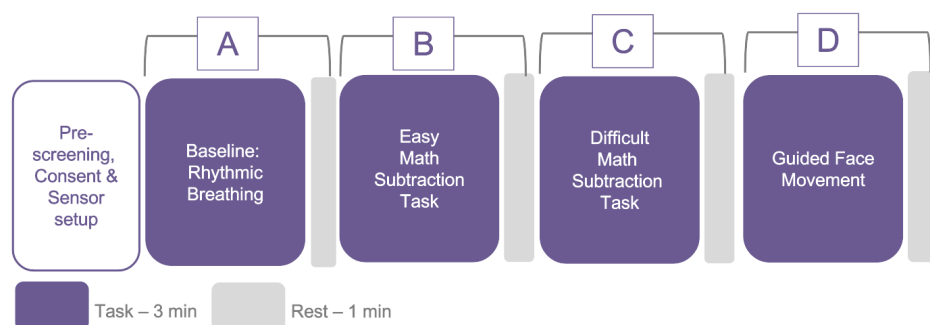 A
B
C
D
Pre-
screening,
Consent &
Sensor
setup
Baseline:
Rhythmic
Breathing
Easy
Math
Subtraction
Task
Difficult
Math
Subtraction
Task
Guided Face
Movement
Task – 3 min
Rest – 1 min